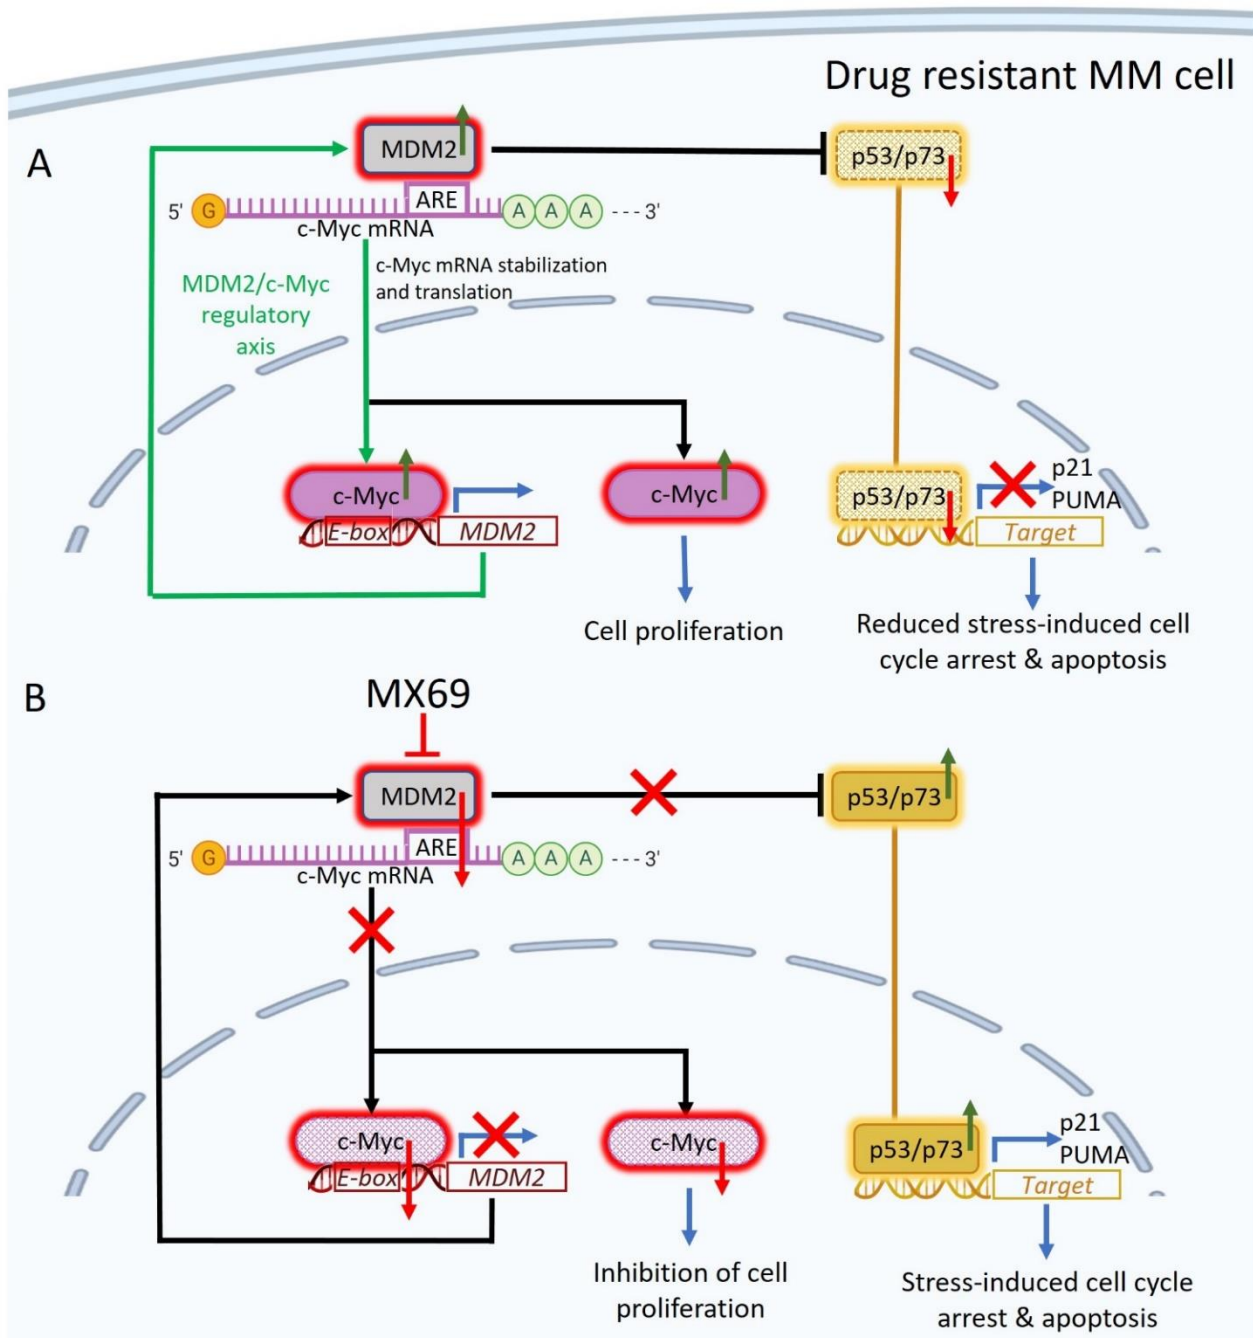 Drug resistant MM cell
A
MDM2
p53/p73
ARE
5' G A A A --- 3'
c-Myc mRNA
c-Myc mRNA stabilization
and translation
MDM2/c-Myc
regulatory
axis
c-Myc
E-box
MDM2
c-Myc
p53/p73
p21
PUMA
Target
Cell proliferation
Reduced stress-induced cell
cycle arrest & apoptosis
B
MX69
MDM2
p53/p73
ARE
5' G A A A --- 3'
c-Myc mRNA
c-Myc
E-box
MDM2
c-Myc
p53/p73
p21
PUMA
Target
Inhibition of cell
proliferation
Stress-induced cell cycle
arrest & apoptosis